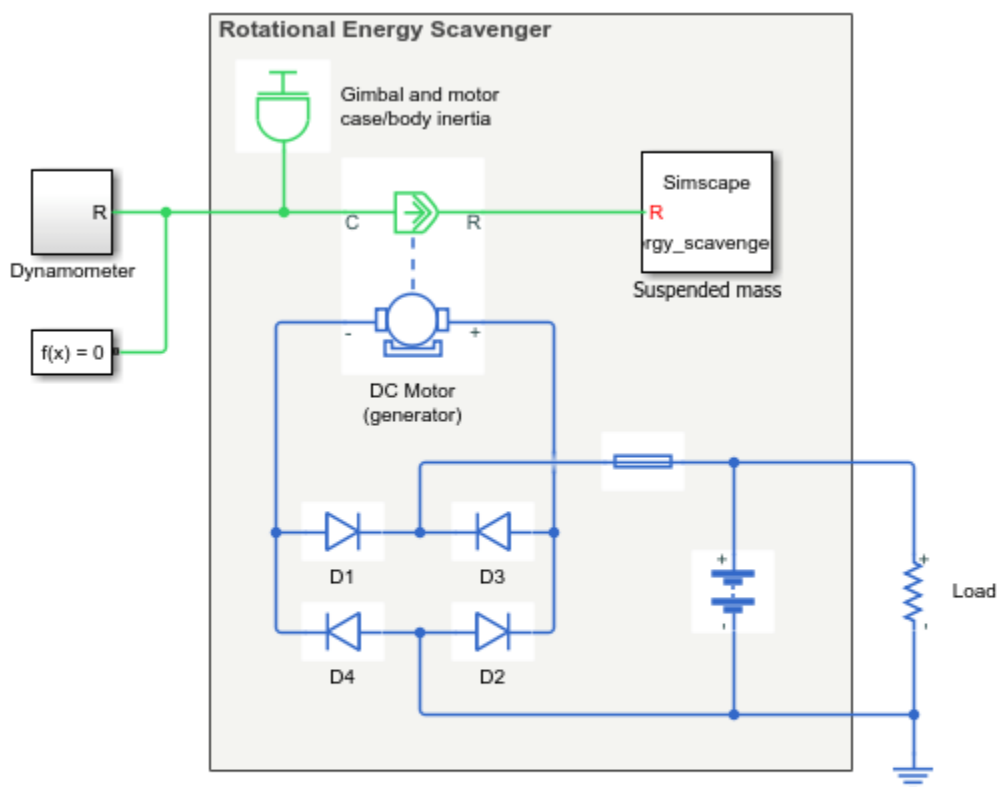 Rotational Energy Scavenger
Gimbal and motor
case/body inertia
R
Dynamometer
f(x) = 0
C
R
Simscape
R
rgy_scavenge
Suspended mass
-
+
DC Motor
(generator)
D1
D3
D4
D2
+
-
+
-
Load